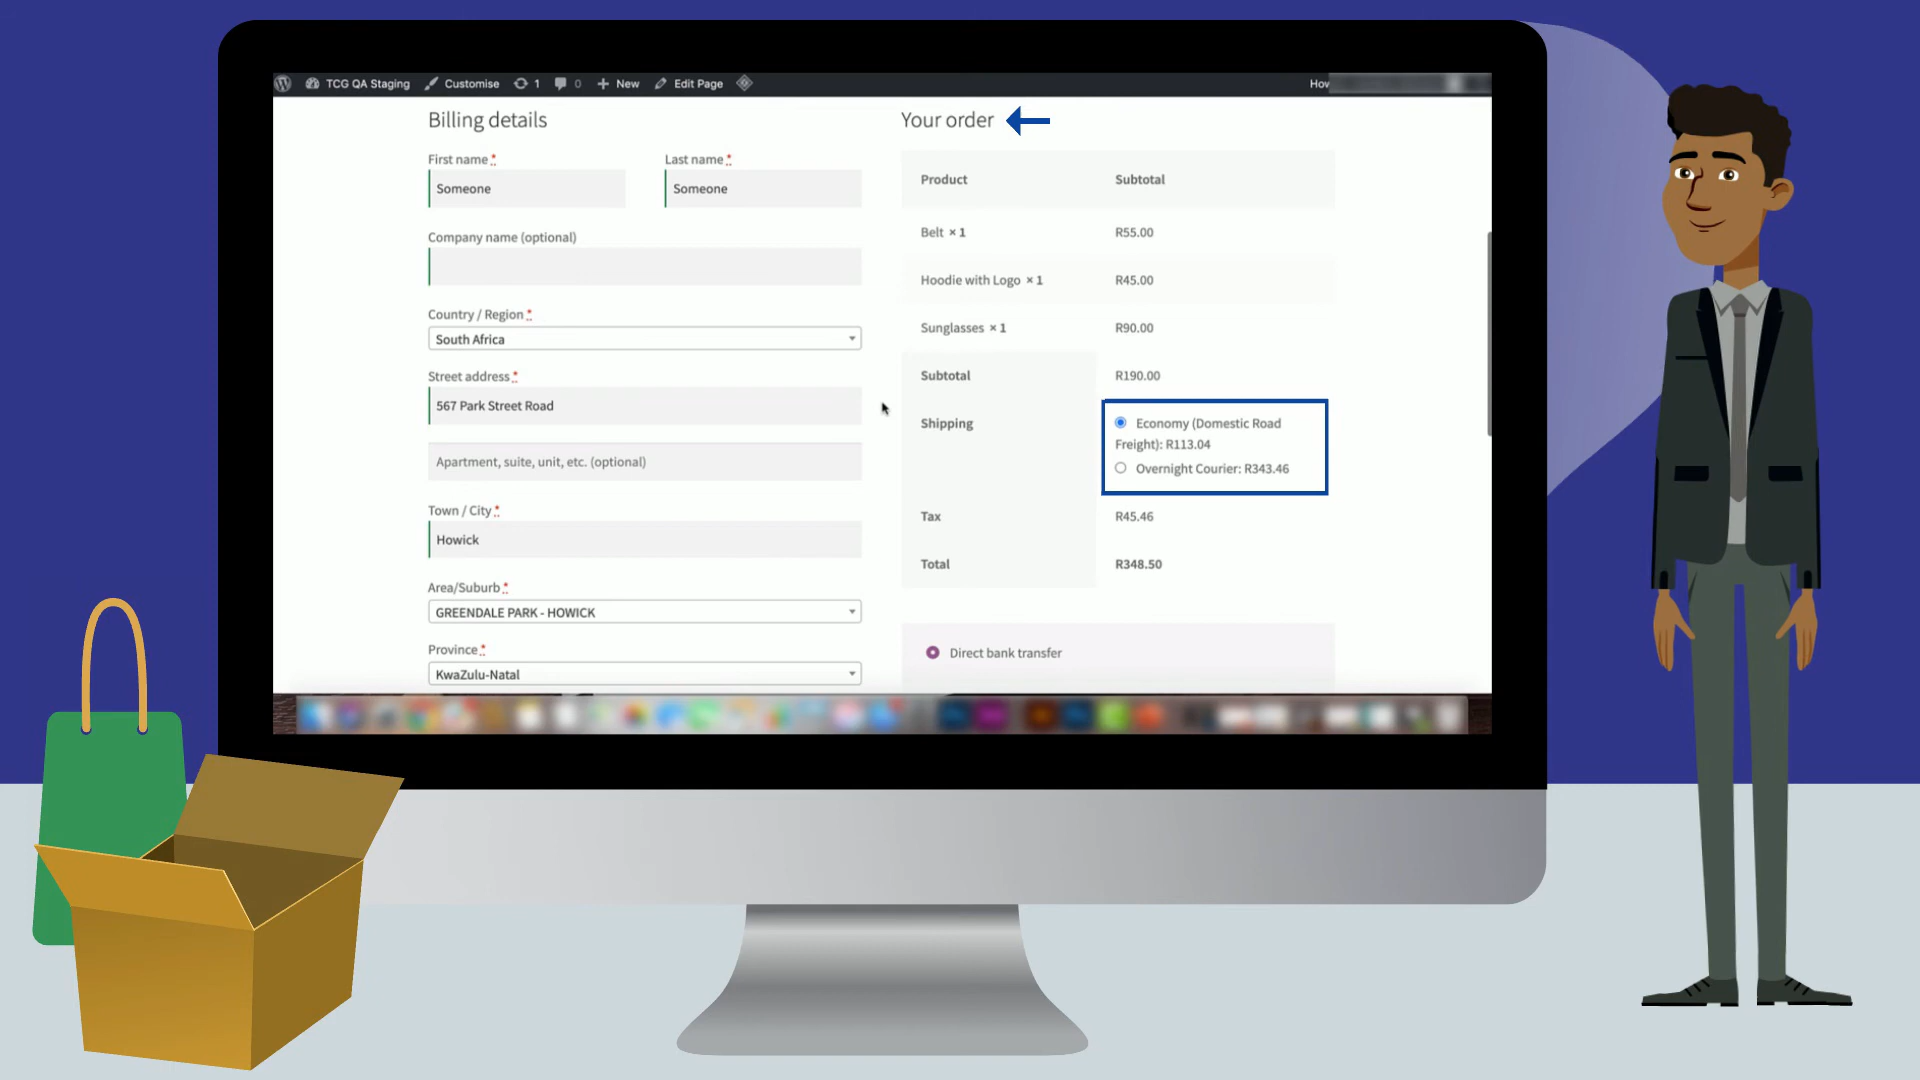 TCG QA Staging Customise 1 0 New Edit Page How
Billing details
First name *
Last name *
Someone
Someone
Company name (optional)
Country / Region *
South Africa
Street address *
567 Park Street Road
Apartment, suite, unit, etc. (optional)
Town / City *
Howick
Area/Suburb *
GREENDALE PARK - HOWICK
Province *
KwaZulu-Natal
Your order
Product Subtotal
Belt × 1 R55.00
Hoodie with Logo × 1 R45.00
Sunglasses × 1 R90.00
Subtotal R190.00
Shipping
Economy (Domestic Road
Freight): R113.04
Overnight Courier: R343.46
Tax R45.46
Total R348.50
Direct bank transfer